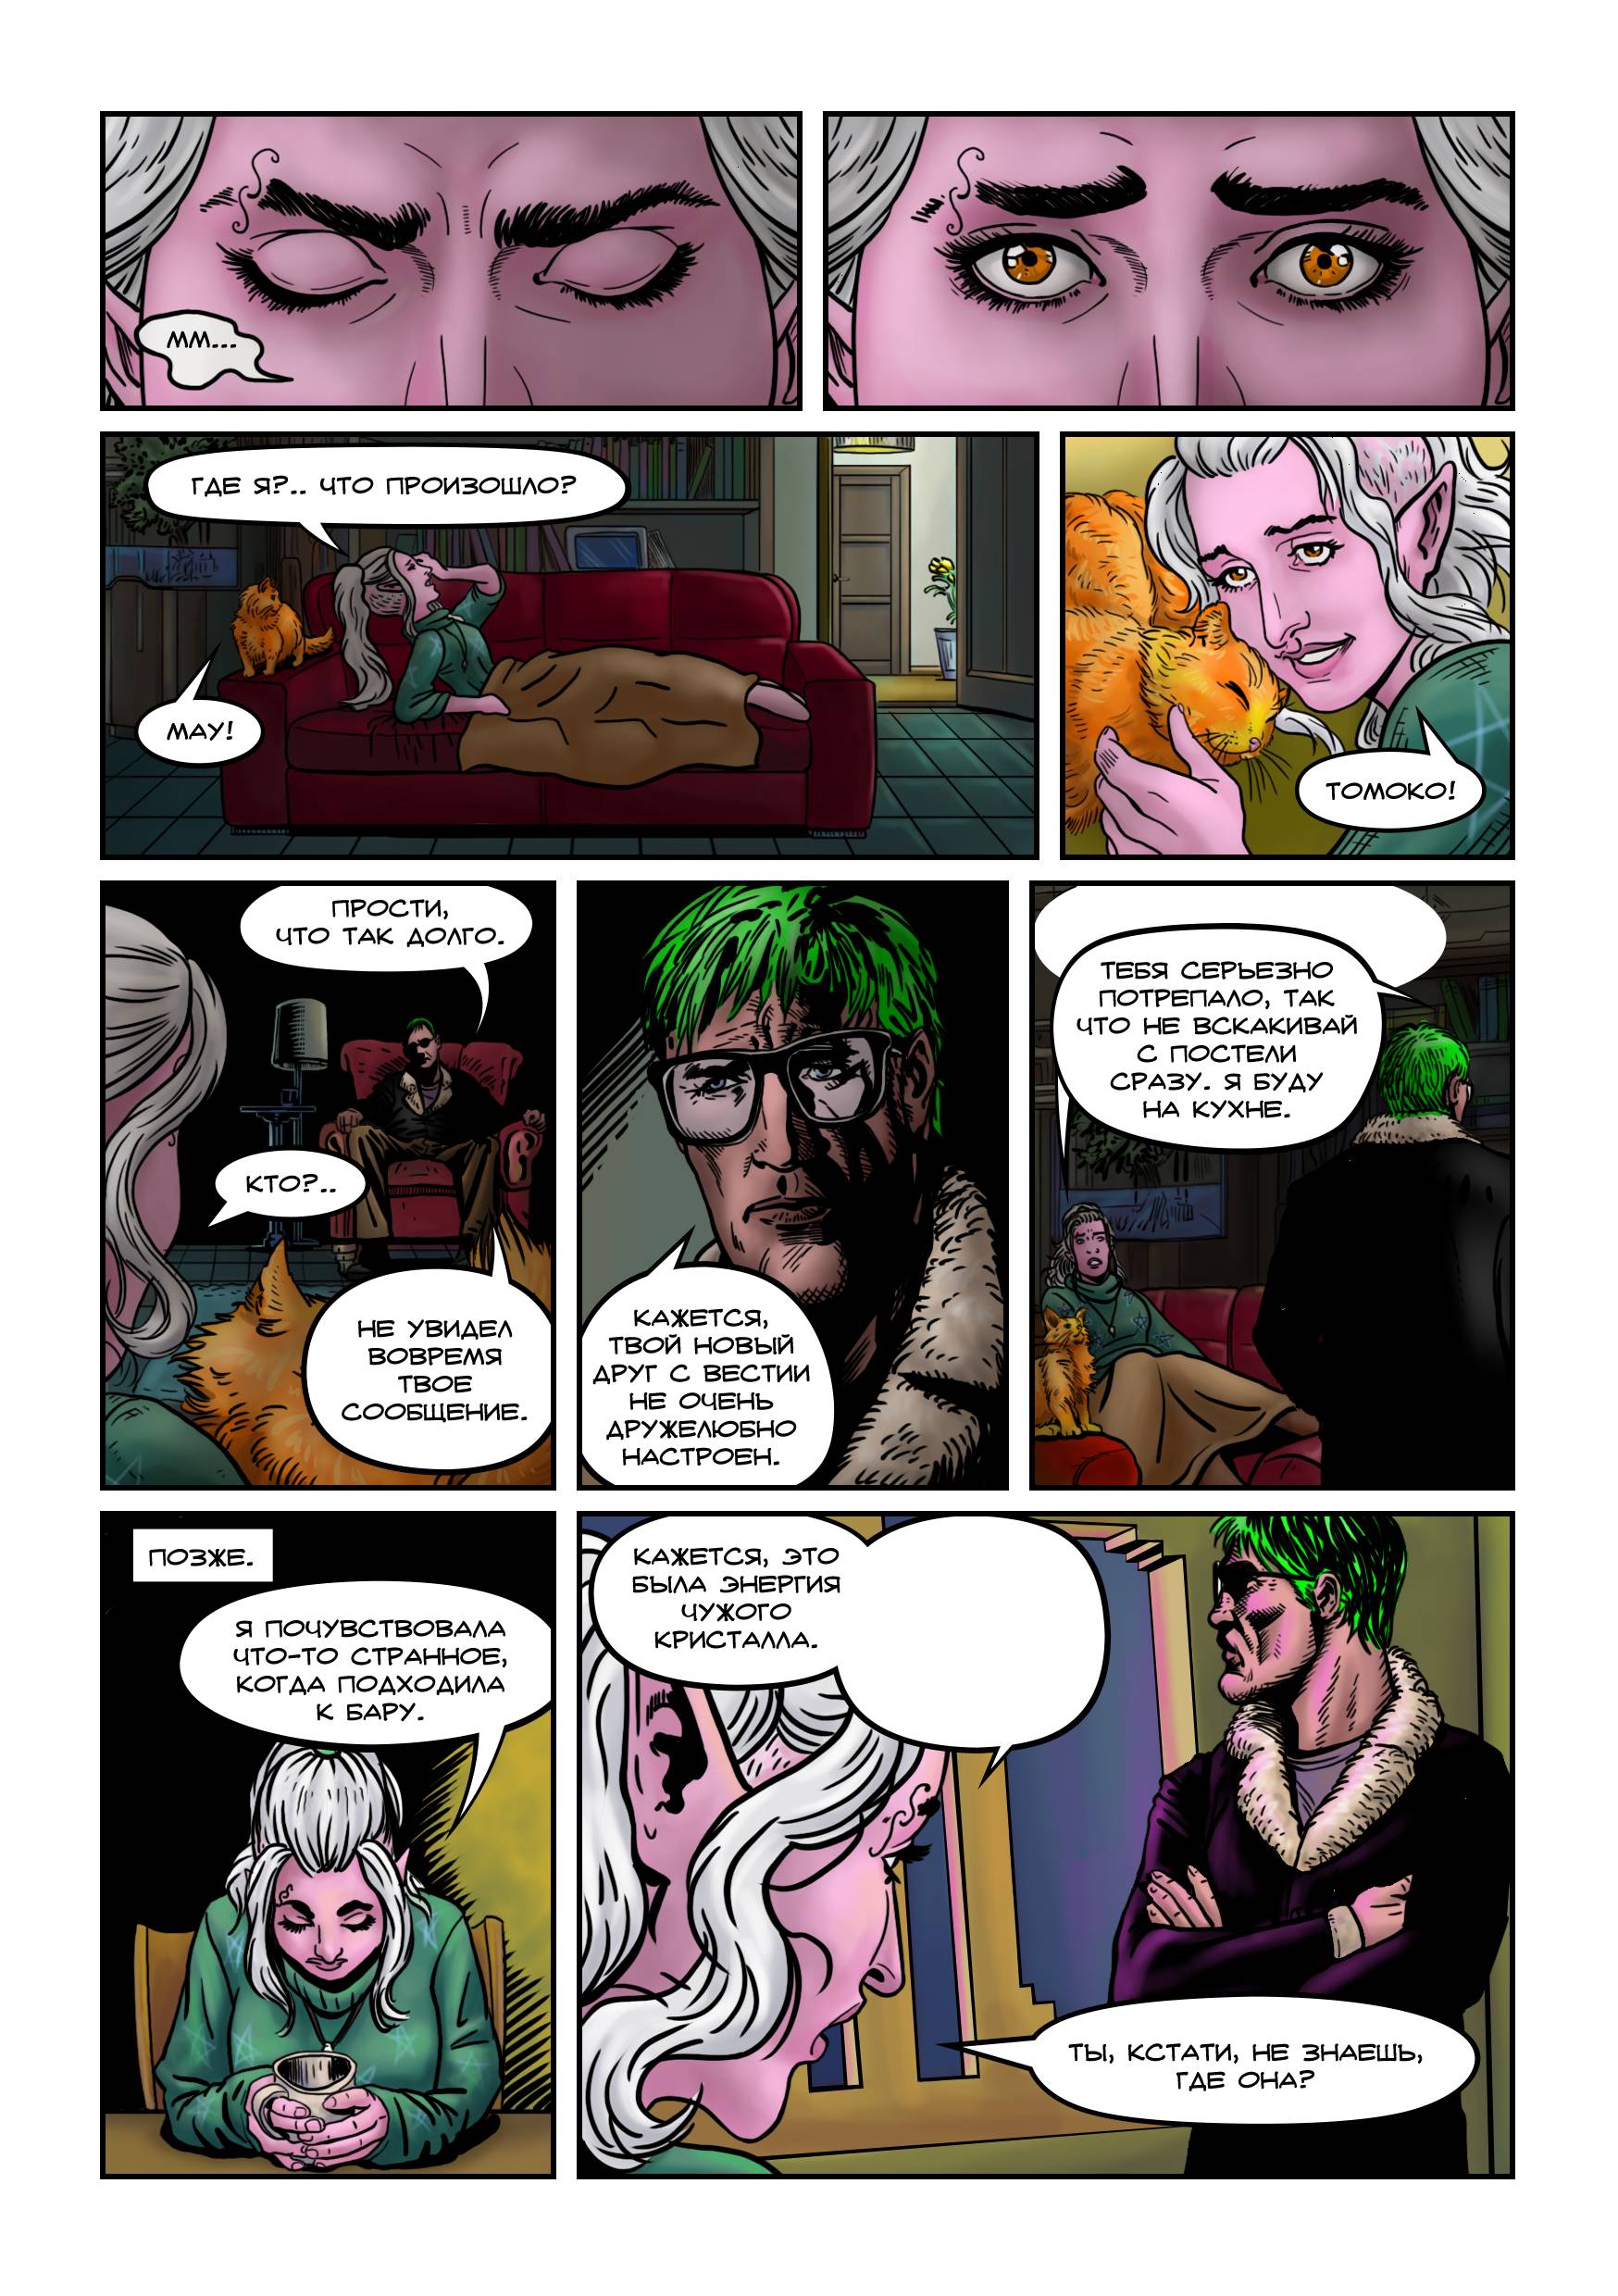 ММ...
ГДЕ Я?.. ЧТО ПРОИЗОШЛО?
МАУ!
ТОМОКО!
ПРОСТИ,
ЧТО ТАК ДОЛГО.
КТО?..
НЕ УВИДЕЛ
ВОВРЕМЯ
ТВОЕ
СООБЩЕНИЕ.
КАЖЕТСЯ,
ТВОЙ НОВЫЙ
ДРУГ С ВЕСТИИ
НЕ ОЧЕНЬ
ДРУЖЕЛЮБНО
НАСТРОЕН.
ТЕБЯ СЕРЬЕЗНО
ПОТРЕПАЛО, ТАК
ЧТО НЕ ВСКАКИВАЙ
С ПОСТЕЛИ
СРАЗУ. Я БУДУ
НА КУХНЕ.
ПОЗЖЕ.
Я ПОЧУВСТВОВАЛА
ЧТО-ТО СТРАННОЕ,
КОГДА ПОДХОДИЛА
К БАРУ.
КАЖЕТСЯ, ЭТО
БЫЛА ЭНЕРГИЯ
ЧУЖОГО
КРИСТАЛЛА.
ТЫ, КСТАТИ, НЕ ЗНАЕШЬ,
ГДЕ ОНА?